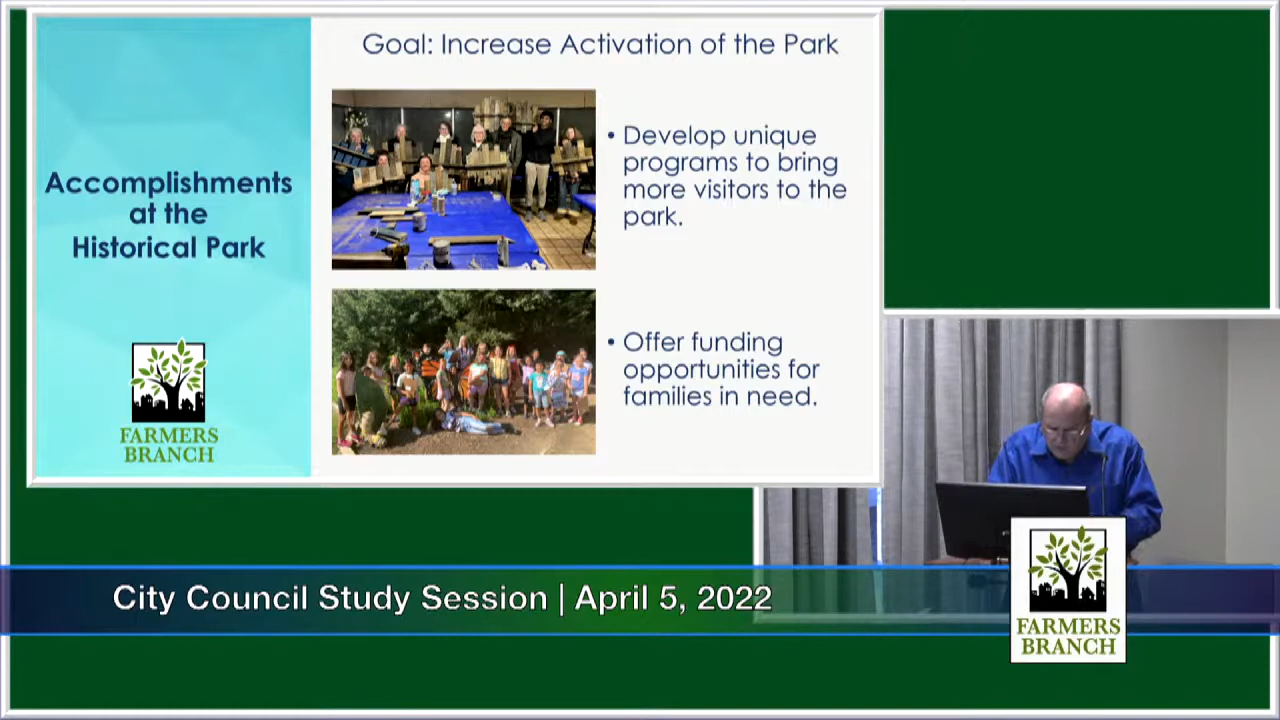 Goal: Increase Activation of the Park
Accomplishments
at the
Historical Park
• Develop unique
programs to bring
more visitors to the
park.
• Offer funding
opportunities for
families in need.
FARMERS
BRANCH
City Council Study Session | April 5, 2022
FARMERS
BRANCH